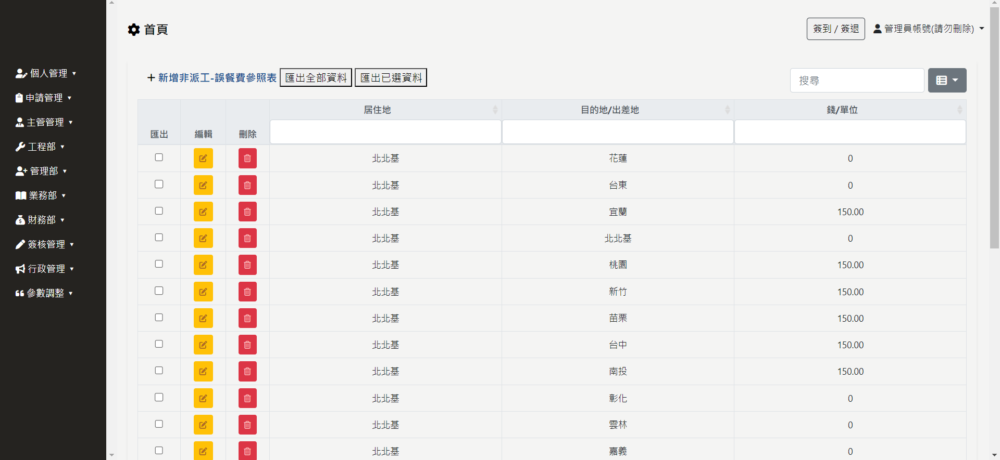 首頁
簽到 / 簽退
管理員帳號(請勿刪除)
個人管理
申請管理
主管管理
工程部
管理部
業務部
財務部
簽核管理
行政管理
參數調整
+ 新增非派工-誤餐費參照表 匯出全部資料 匯出已選資料
搜尋
匯出 編輯 刪除 居住地 目的地/出差地 錢/單位
北北基 花蓮 0
北北基 台東 0
北北基 宜蘭 150.00
北北基 北北基 0
北北基 桃園 150.00
北北基 新竹 150.00
北北基 苗栗 150.00
北北基 台中 150.00
北北基 南投 150.00
北北基 彰化 0
北北基 雲林 0
北北基 嘉義 0